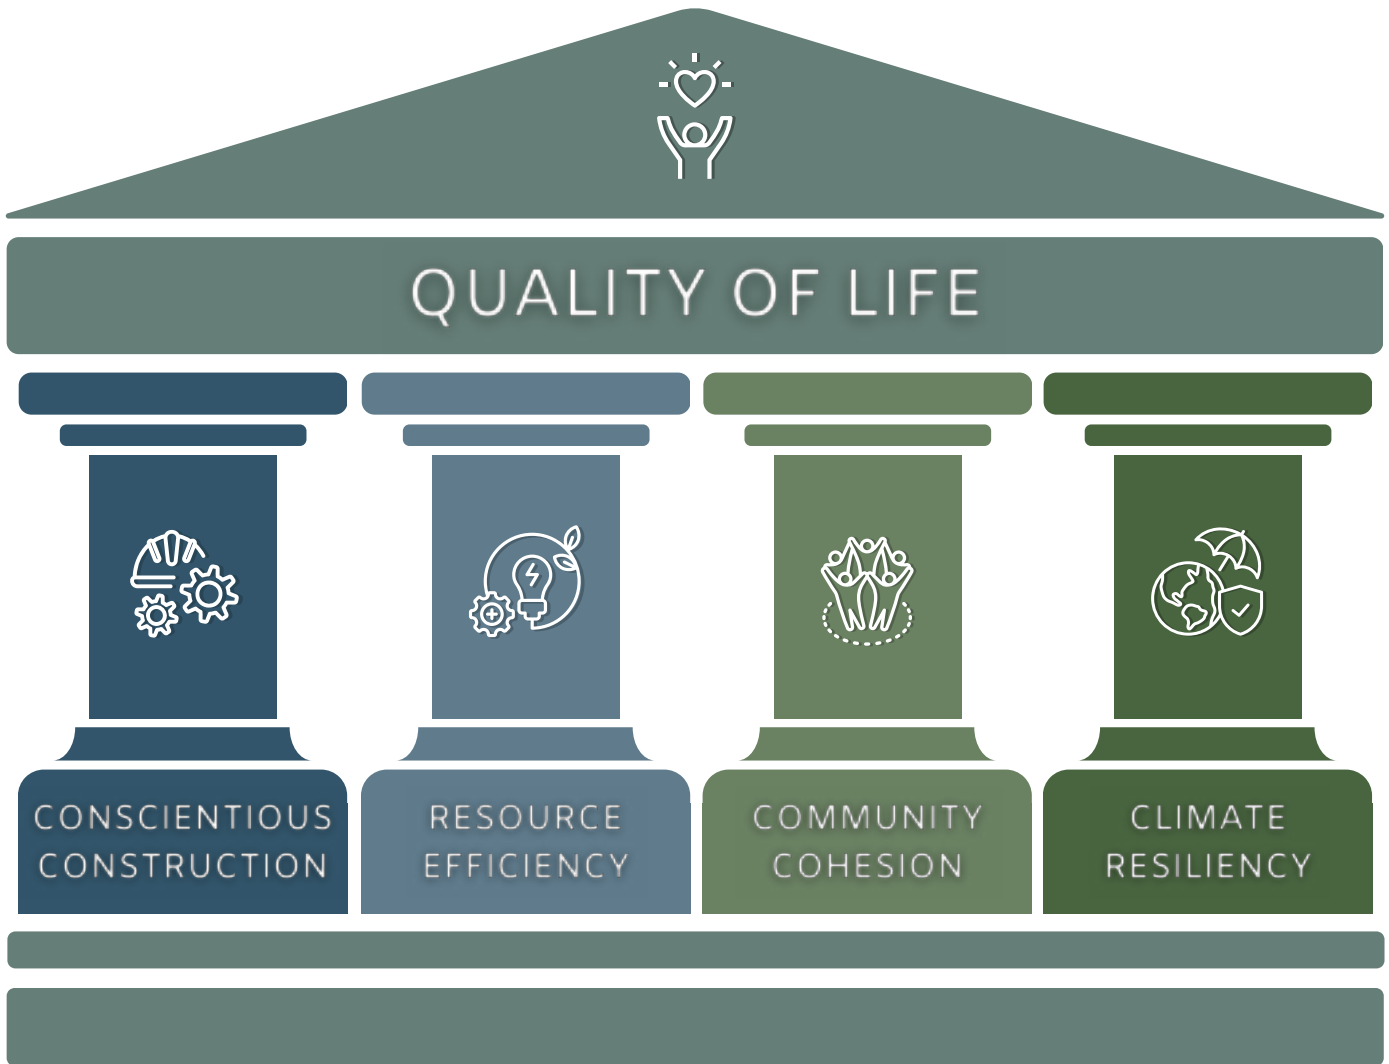 QUALITY OF LIFE
CONSCIENTIOUS
CONSTRUCTION
RESOURCE
EFFICIENCY
COMMUNITY
COHESION
CLIMATE
RESILIENCY